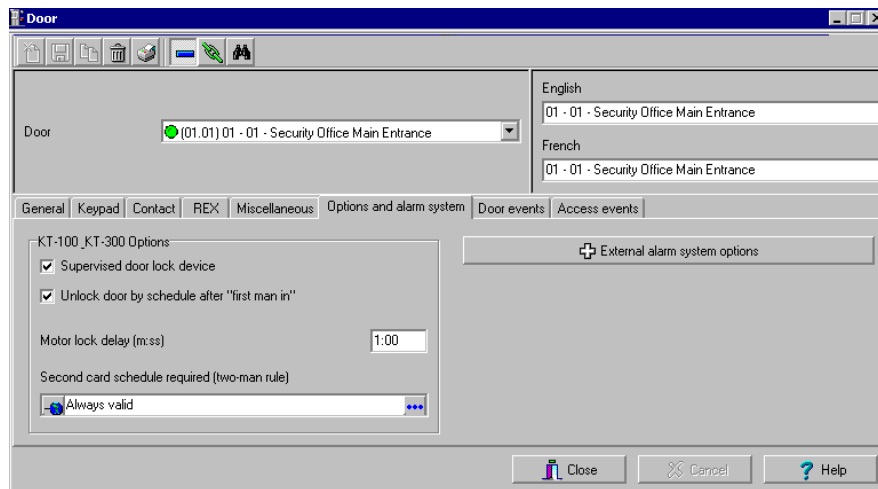 Door
English
01 - 01 - Security Office Main Entrance
Door
(01.01) 01 - 01 - Security Office Main Entrance
French
01 - 01 - Security Office Main Entrance
General Keypad Contact REX Miscellaneous Options and alarm system Door events Access events
KT-100_KT-300 Options
External alarm system options
Supervised door lock device
Unlock door by schedule after "first man in"
Motor lock delay (m:ss) 1:00
Second card schedule required (two-man rule)
Always valid
Close Cancel Help